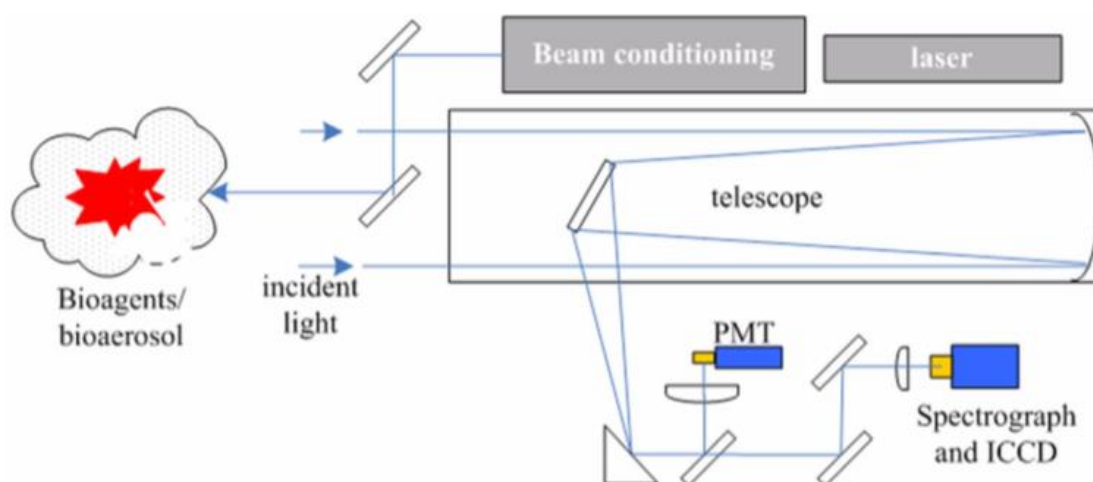 Beam conditioning
laser
telescope
incident
light
Bioagents/
bioaerosol
PMT
Spectrograph
and ICCD